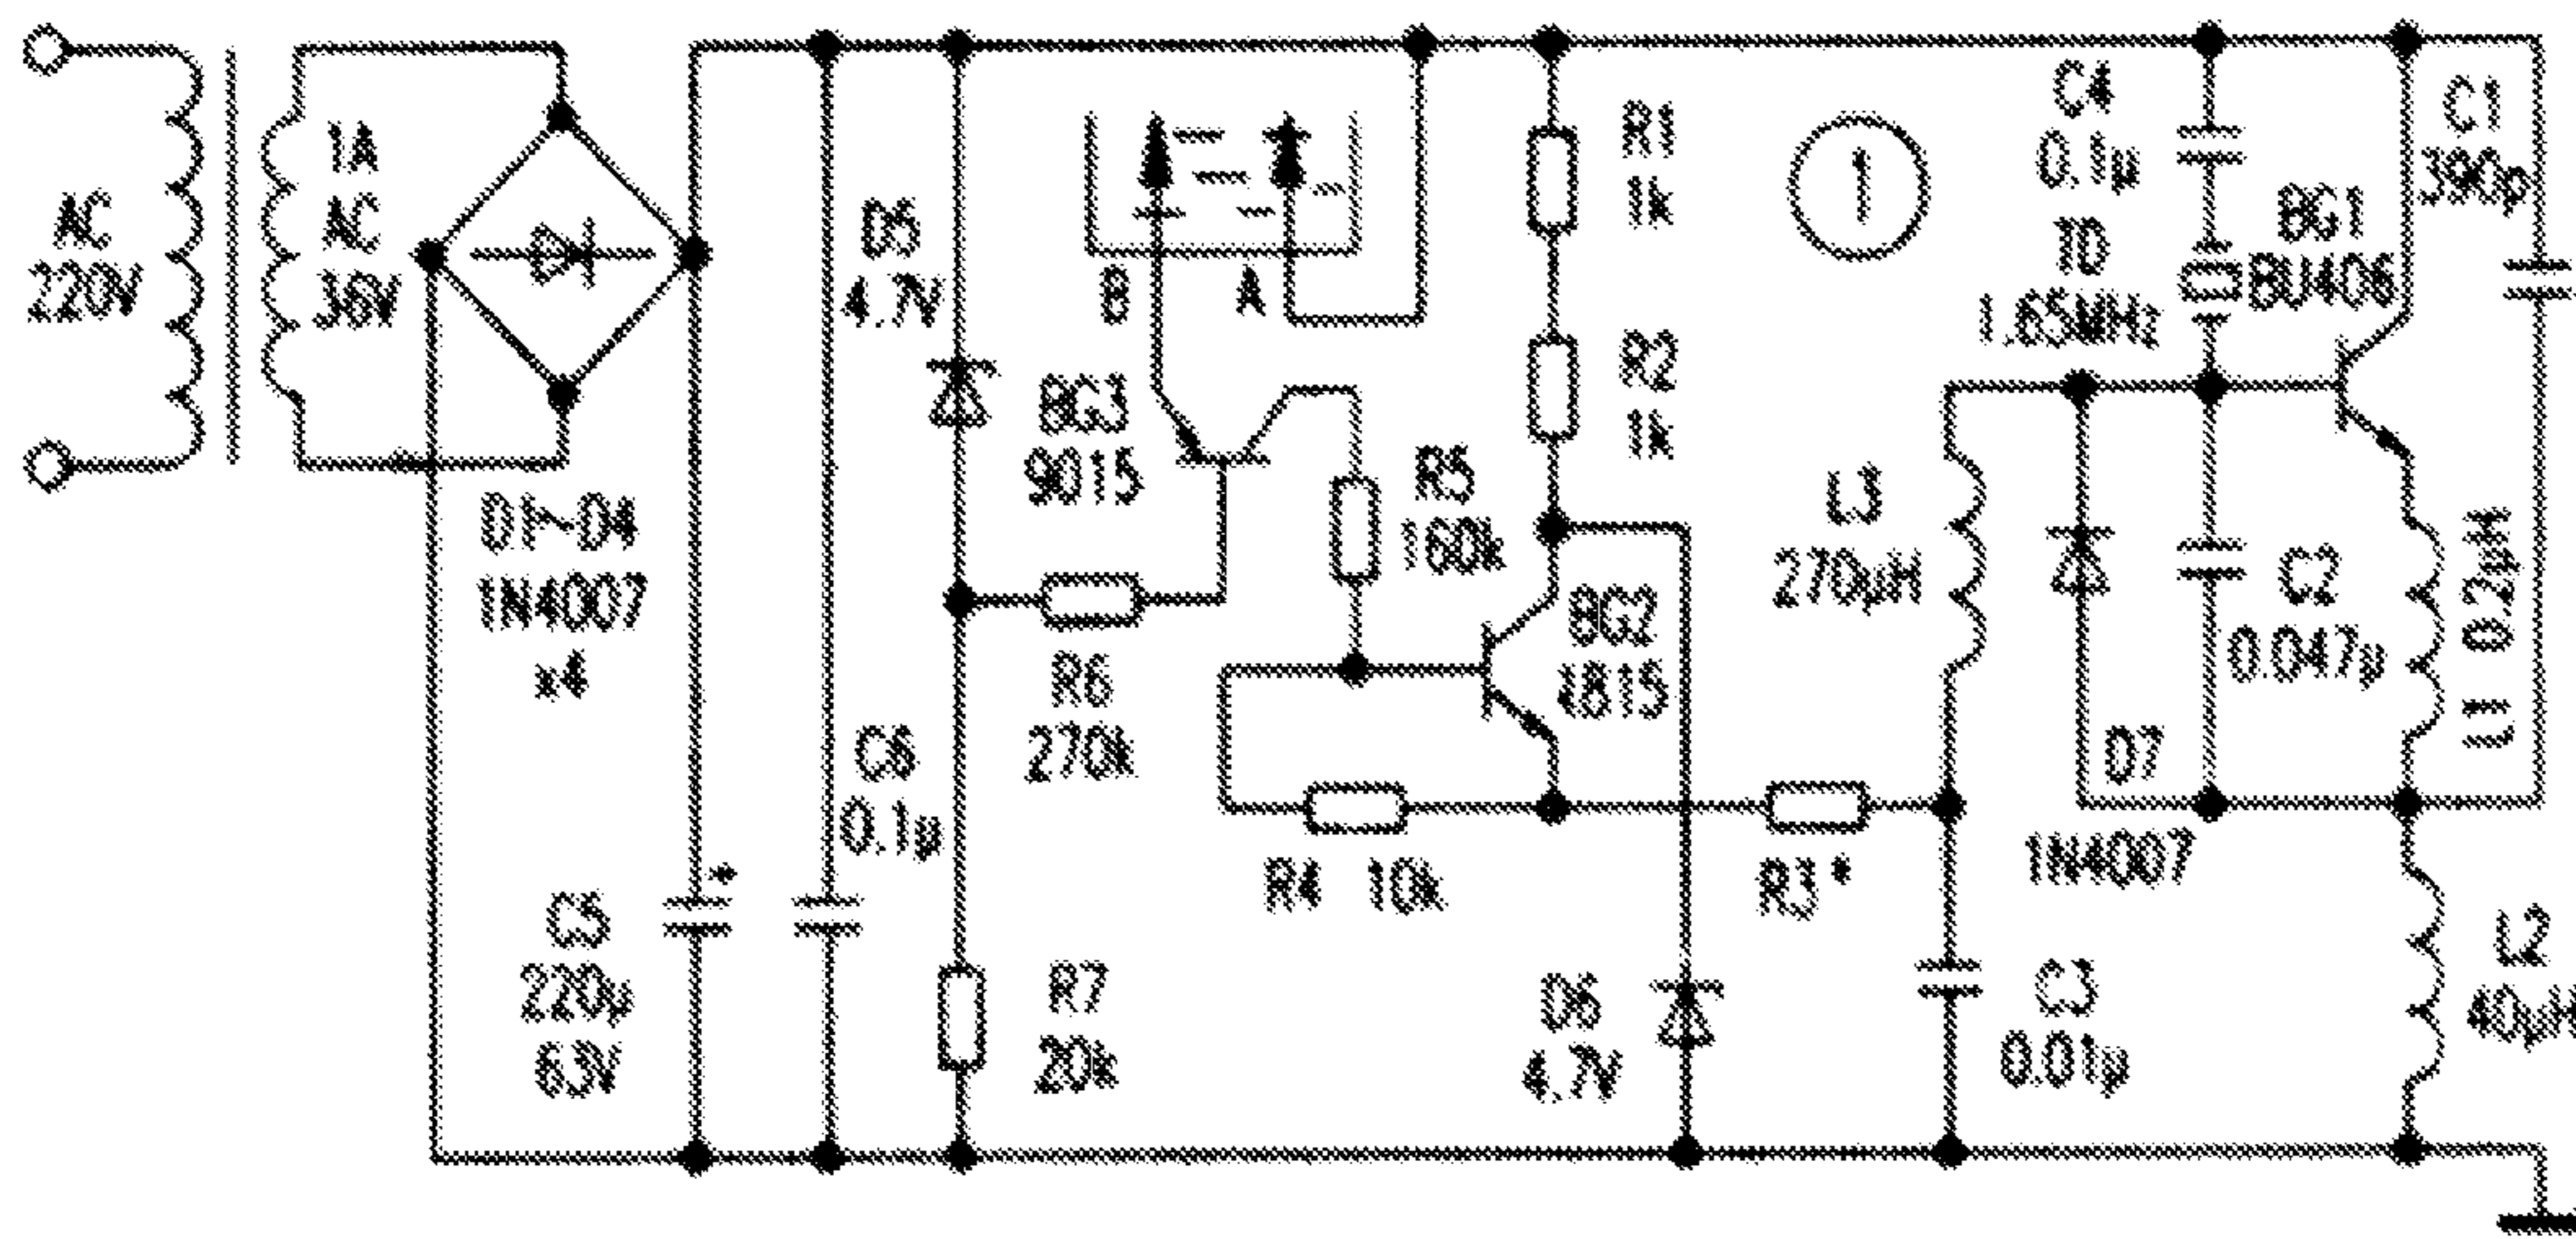 AC
220V
1A
AC
36V
D1~D4
1N4007
x4
C5
220μ
63V
C6
0.1μ
D5
4.7V
B
A
BG3
9015
R6
270k
R7
20k
R5
160k
R4 10k
R1
1k
R2
1k
BG2
D6
4.7V
R3*
L3
270μH
C3
0.01μ
C4
0.1μ
TD
1.65MHz
BG1
BU406
C1
390p
C2
0.047μ
D7
1N4007
L1 0.2μH
L2
40μH